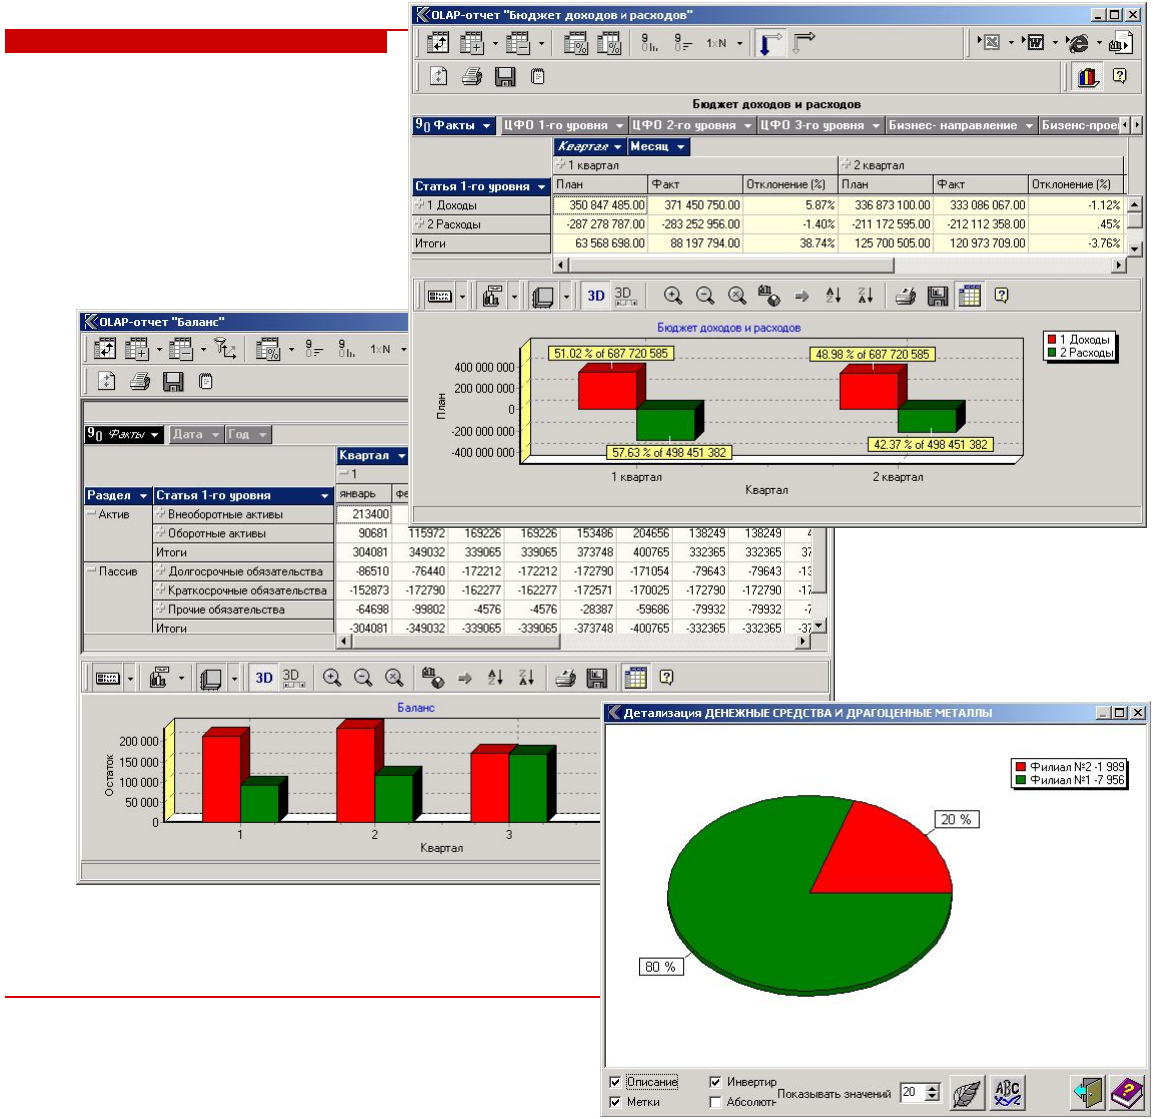 OLAP-отчет "Бюджет доходов и расходов"
1×N
Бюджет доходов и расходов
Факты ЦФО 1-го уровня ЦФО 2-го уровня ЦФО 3-го уровня Бизнес- направление Бизенс-прое
Квартал Месяц
1 квартал 2 квартал
Статья 1-го уровня План Факт Отклонение (%) План Факт Отклонение (%)
1 Доходы 350 847 485.00 371 450 750.00 5.87% 336 873 100.00 333 086 067.00 -1.12%
2 Расходы -287 278 787.00 -283 252 956.00 -1.40% -211 172 595.00 -212 112 358.00 .45%
Итоги 63 568 698.00 88 197 794.00 38.74% 125 700 505.00 120 973 709.00 -3.76%
3D 3D
Бюджет доходов и расходов
1 Доходы
2 Расходы
51.02 % of 687 720 585
48.98 % of 687 720 585
400 000 000
200 000 000
0
-200 000 000
-400 000 000
План
57.63 % of 498 451 382
42.37 % of 498 451 382
1 квартал 2 квартал
Квартал
OLAP-отчет "Баланс"
1×N
Факты Дата Год
Квартал
1
Раздел Статья 1-го уровня январь фе
Актив Внеоборотные активы 213400
Оборотные активы 90681 115972 169226 169226 153486 204656 138249 138249
Итоги 304081 349032 339065 339065 373748 400765 332365 332365 37
Пассив Долгосрочные обязательства -86510 -76440 -172212 -172212 -172790 -171054 -79643 -79643 -13
Краткосрочные обязательства -152873 -172790 -162277 -162277 -172571 -170025 -172790 -172790 -17
Прочие обязательства -64698 -99802 -4576 -4576 -28387 -59686 -79932 -79932
Итоги -304081 -349032 -339065 -339065 -373748 -400765 -332365 -332365 -37
3D 3D
Баланс
200 000
150 000
100 000
50 000
0
Остаток
1 2 3
Квартал
Детализация ДЕНЕЖНЫЕ СРЕДСТВА И ДРАГОЦЕННЫЕ МЕТАЛЛЫ
Филиал №2 -1 989
Филиал №1 -7 956
20 %
80 %
Описание Инвертир
Метки Абсолютн
Показывать значений 20
ABC